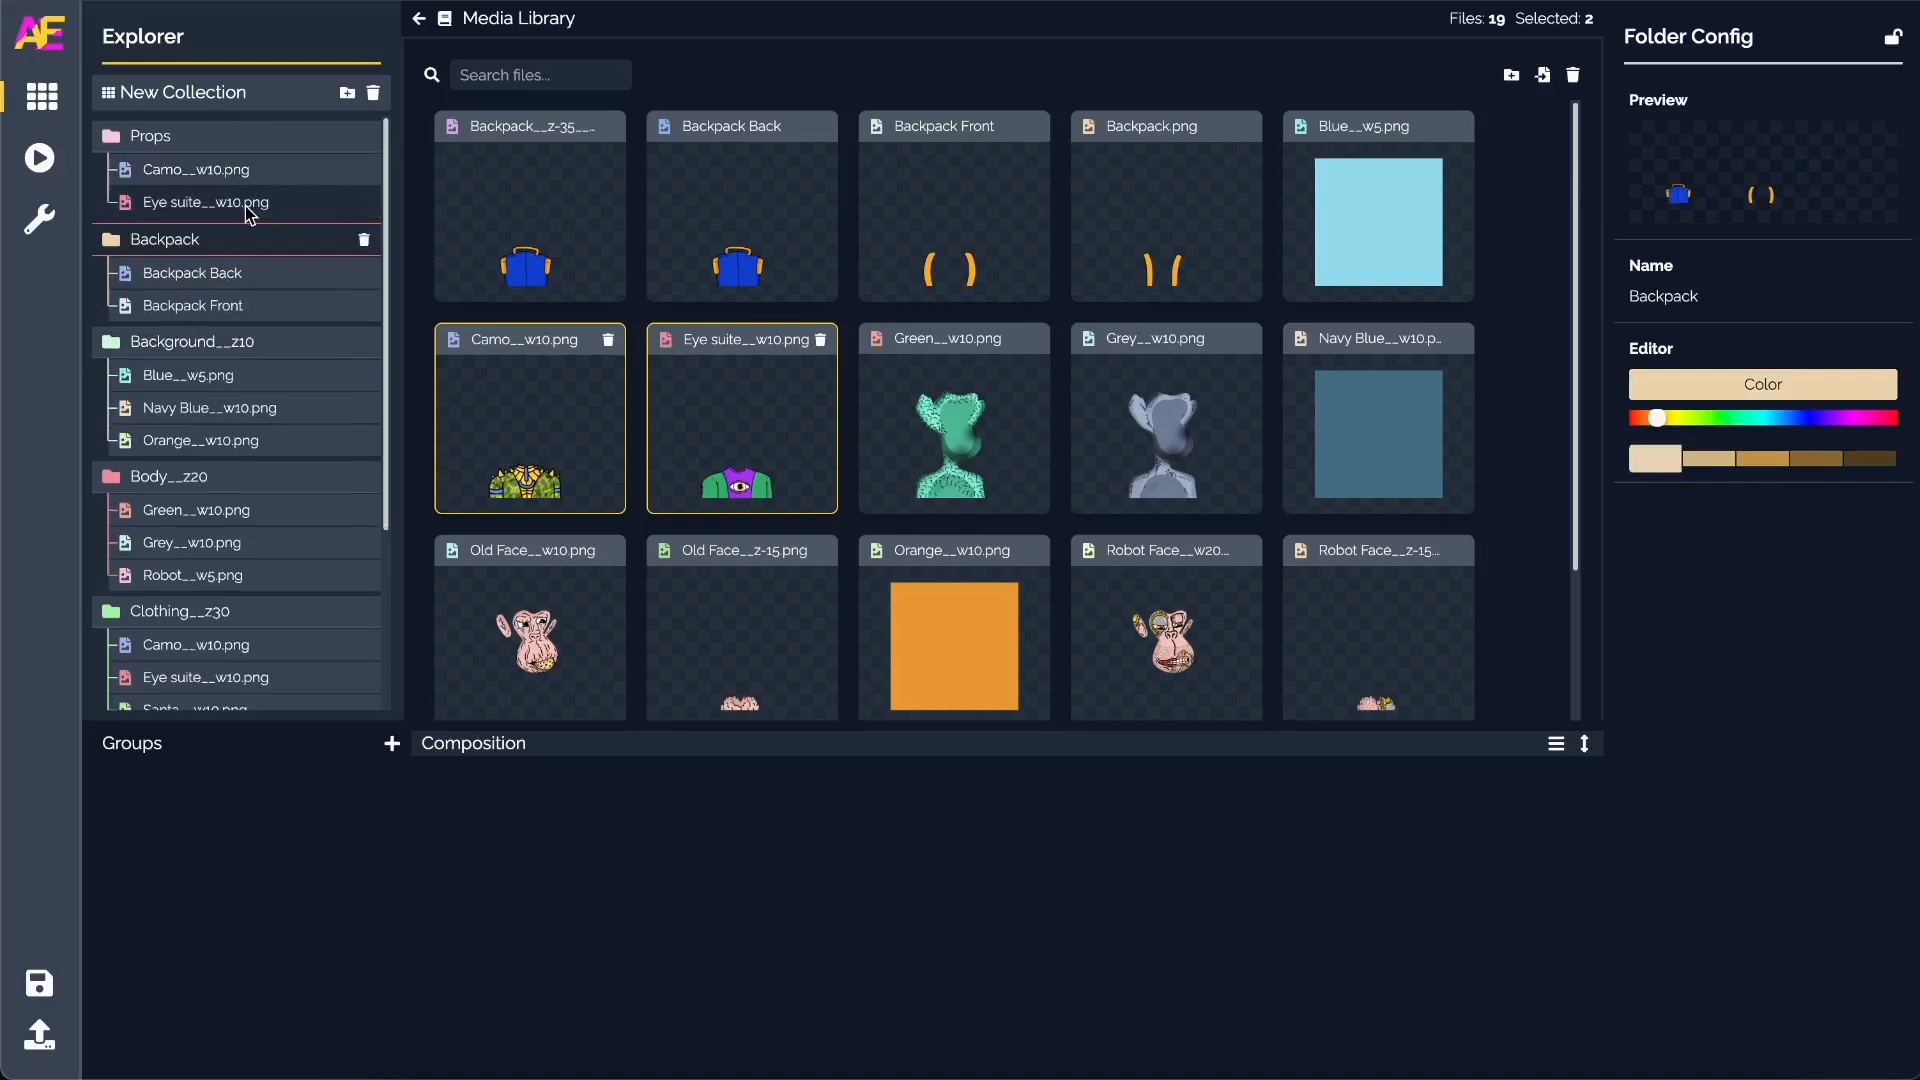 AE
Explorer
New Collection
Props
Camo__w10.png
Eye suite__w10.png
Backpack
Backpack Back
Backpack Front
Background__z10
Blue__w5.png
Navy Blue__w10.png
Orange__w10.png
Body__z20
Green__w10.png
Grey__w10.png
Robot__w5.png
Clothing__z30
Camo__w10.png
Eye suite__w10.png
Santa__w10.png
Groups
Media Library
Files: 19 Selected: 2
Search files...
Backpack__z-35__...
Backpack Back
Backpack Front
Backpack.png
Blue__w5.png
Camo__w10.png
Eye suite__w10.png
Green__w10.png
Grey__w10.png
Navy Blue__w10.p...
Old Face__w10.png
Old Face__z-15.png
Orange__w10.png
Robot Face__w20...
Robot Face__z-15...
Composition
Folder Config
Preview
Name
Backpack
Editor
Color